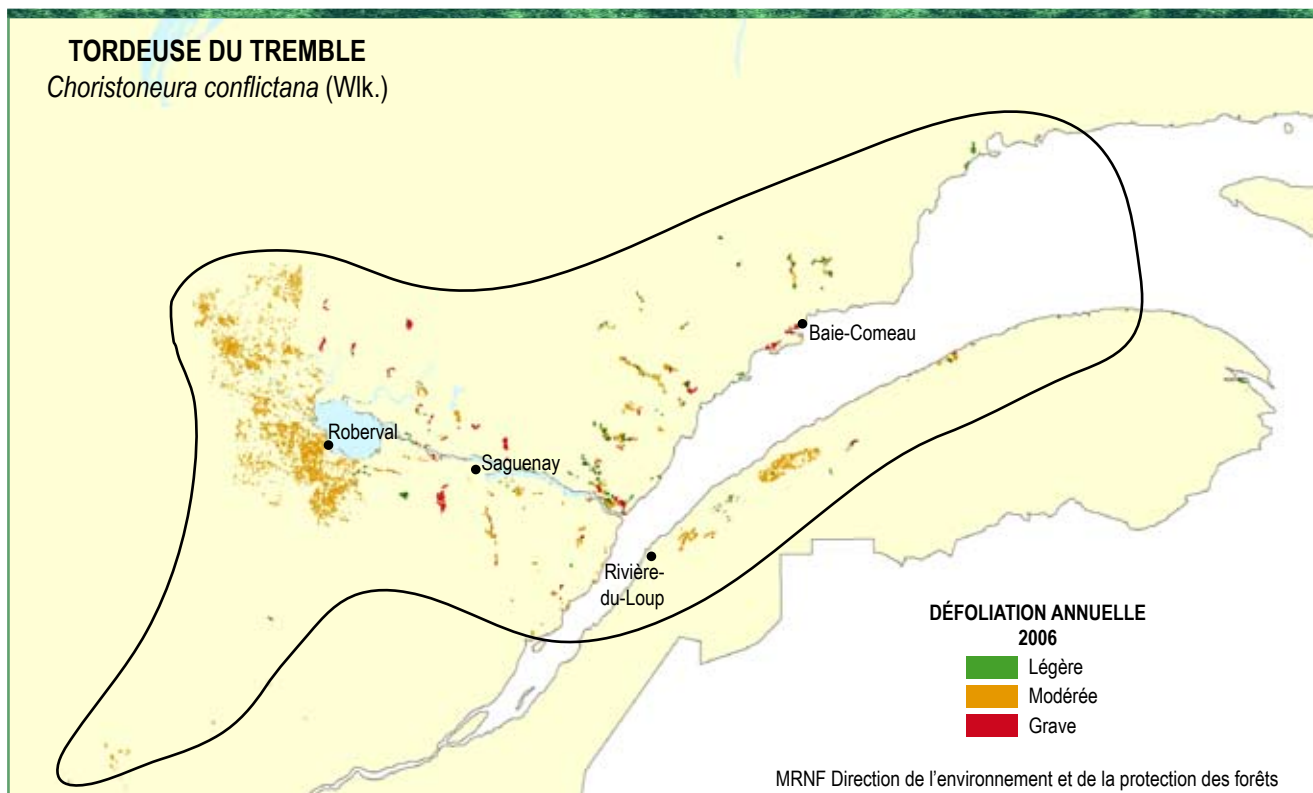 TORDEUSE DU TREMBLE
Choristoneura conflictana (Wlk.)
Baie-Comeau
Roberval
Saguenay
Rivière-
du-Loup
DÉFOLIATION ANNUELLE
2006
Légère
Modérée
Grave
MRNF Direction de l'environnement et de la protection des forêts